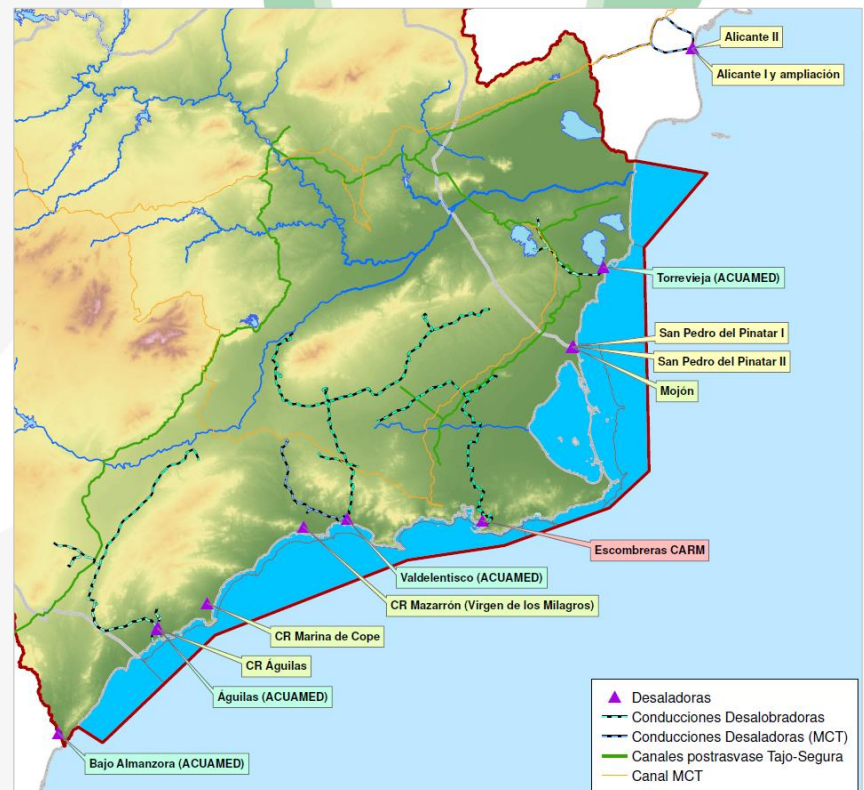 Alicante II
Alicante I y ampliación
Torrevieja (ACUAMED)
San Pedro del Pinatar I
San Pedro del Pinatar II
Mojón
Escombreras CARM
Valdelentisco (ACUAMED)
CR Mazarrón (Virgen de los Milagros)
CR Marina de Cope
CR Águilas
Águilas (ACUAMED)
Bajo Almanzora (ACUAMED)
Desaladoras
Conducciones Desalobradoras
Conducciones Desaladoras (MCT)
Canales postrasvase Tajo-Segura
Canal MCT